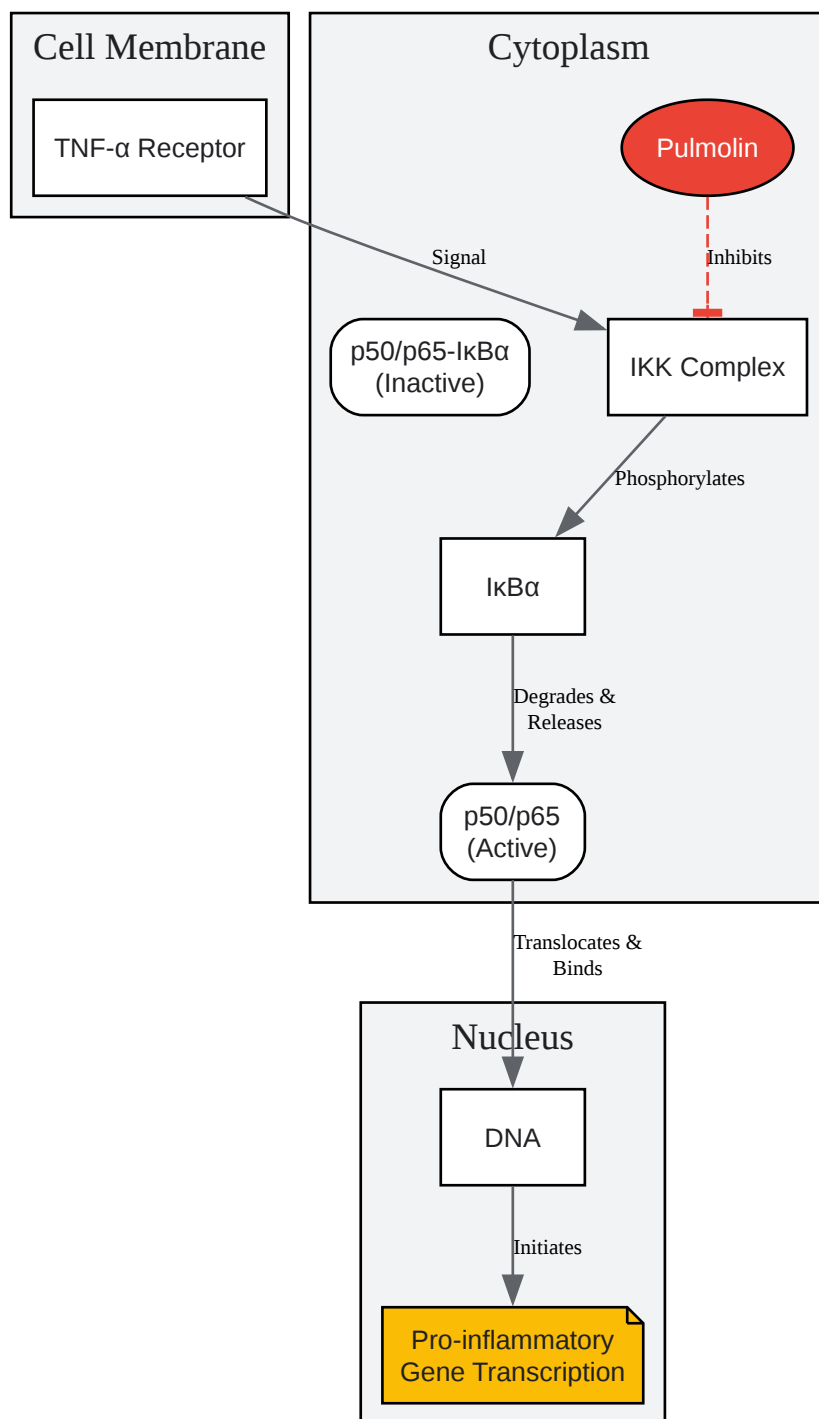 Cell Membrane
Cytoplasm
TNF-α Receptor
Pulmolin
Signal
Inhibits
p50/p65-IκBα
(Inactive)
IKK Complex
Phosphorylates
IκBα
Degrades &
Releases
p50/p65
(Active)
Translocates &
Binds
Nucleus
DNA
Initiates
Pro-inflammatory
Gene Transcription